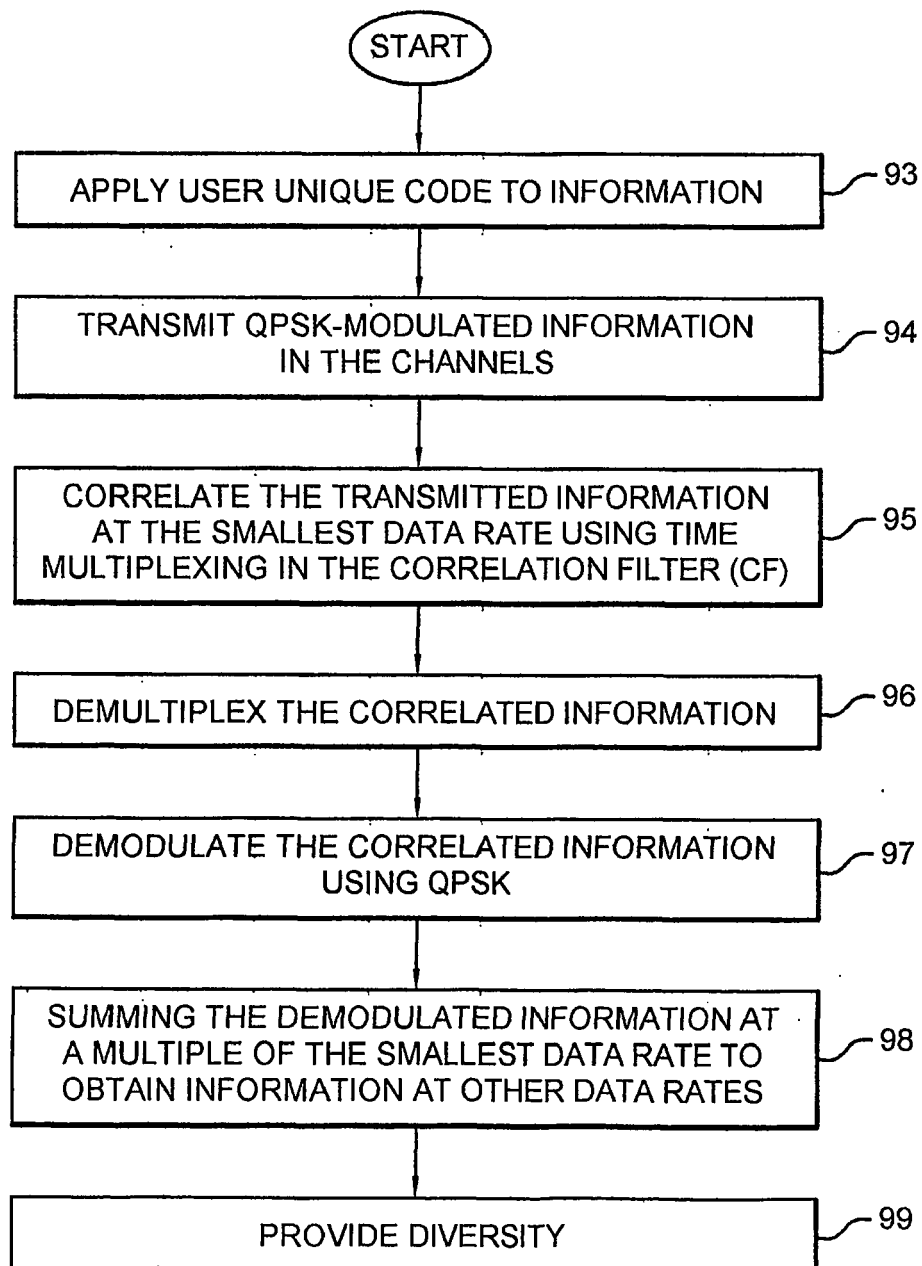 START
APPLY USER UNIQUE CODE TO INFORMATION
93
TRANSMIT QPSK-MODULATED INFORMATION
IN THE CHANNELS
94
CORRELATE THE TRANSMITTED INFORMATION
AT THE SMALLEST DATA RATE USING TIME
MULTIPLEXING IN THE CORRELATION FILTER (CF)
95
DEMULTIPLEX THE CORRELATED INFORMATION
96
DEMODULATE THE CORRELATED INFORMATION
USING QPSK
97
SUMMING THE DEMODULATED INFORMATION AT
A MULTIPLE OF THE SMALLEST DATA RATE TO
OBTAIN INFORMATION AT OTHER DATA RATES
98
PROVIDE DIVERSITY
99